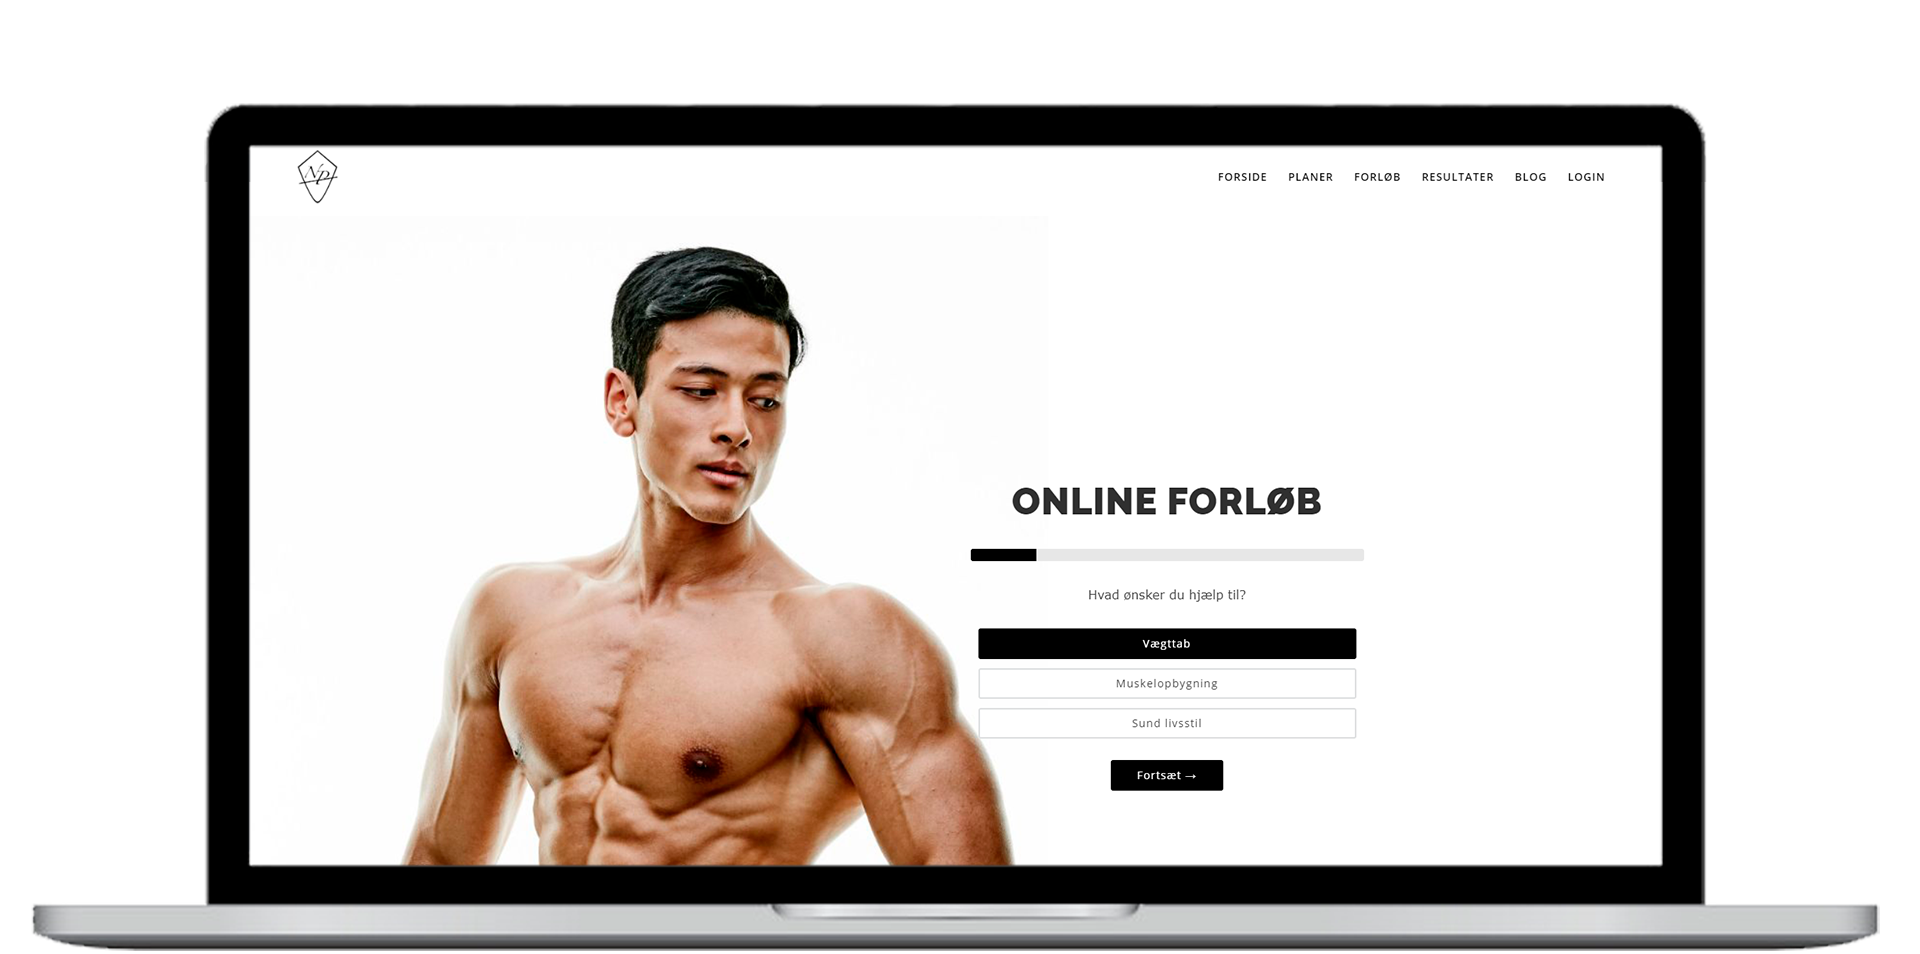 NP
FORSIDE PLANER FORLØB RESULTATER BLOG LOGIN
ONLINE FORLØB
Hvad ønsker du hjælp til?
Vægttab
Muskelopbygning
Sund livsstil
Fortsæt →